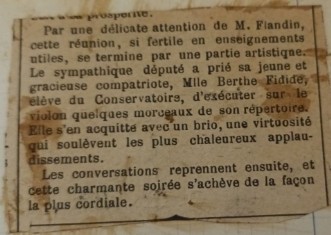 prospérité.
Par une délicate attention de M. Flandin,
cette réunion, si fertile en enseignements
utiles, se termine par une partie artistique.
Le sympathique député a prié sa jeune et
gracieuse compatriote, Mlle Berthe Fidide,
élève du Conservatoire, d'exécuter sur le
violon quelques morceaux de son répertoire.
Elle s'en acquitte avec un brio, une virtuosité
qui soulèvent les plus chaleureux applau-
dissements.
Les conversations reprennent ensuite, et
cette charmante soirée s'achève de la façon
la plus cordiale.